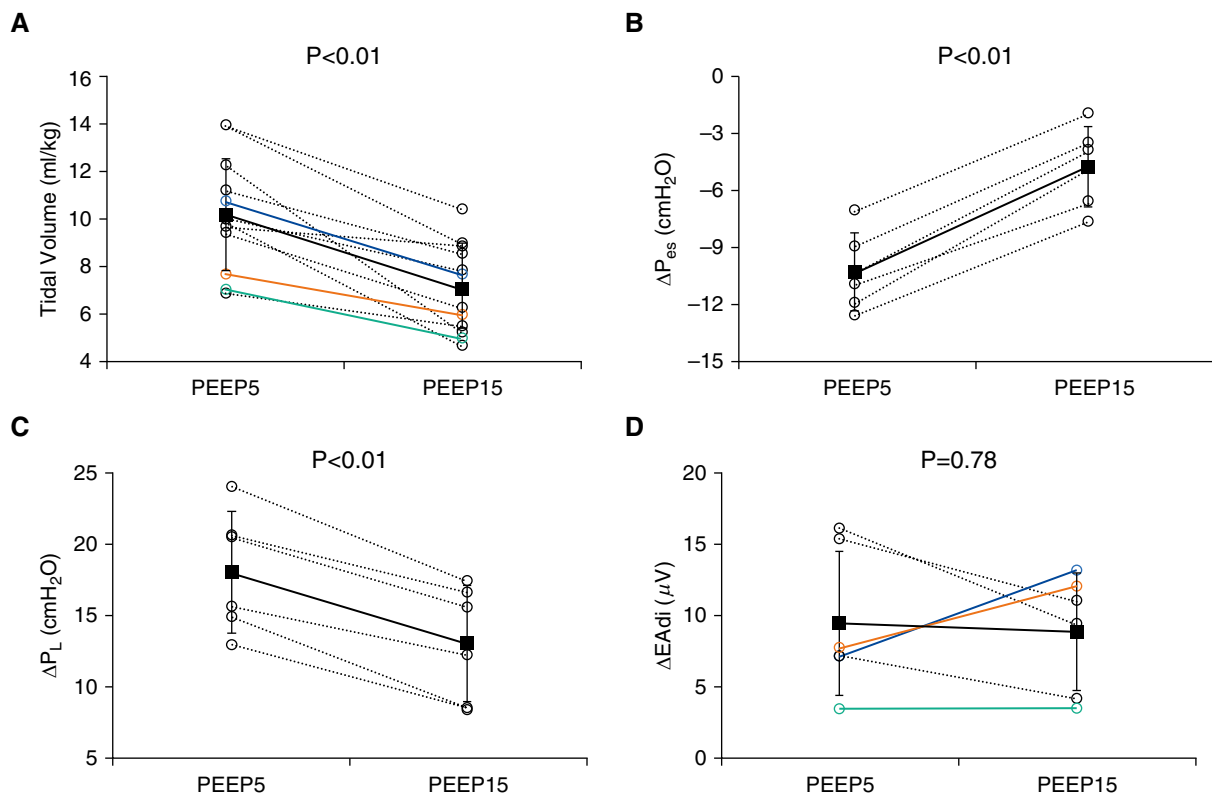 A
P<0.01
16
14
12
10
8
6
4
Tidal Volume (ml/kg)
PEEP5
PEEP15
B
P<0.01
0
–3
–6
–9
–12
–15
ΔPes (cmH2O)
PEEP5
PEEP15
C
P<0.01
25
20
15
10
5
ΔPL (cmH2O)
PEEP5
PEEP15
D
P=0.78
20
15
10
5
0
ΔEAdi (μV)
PEEP5
PEEP15